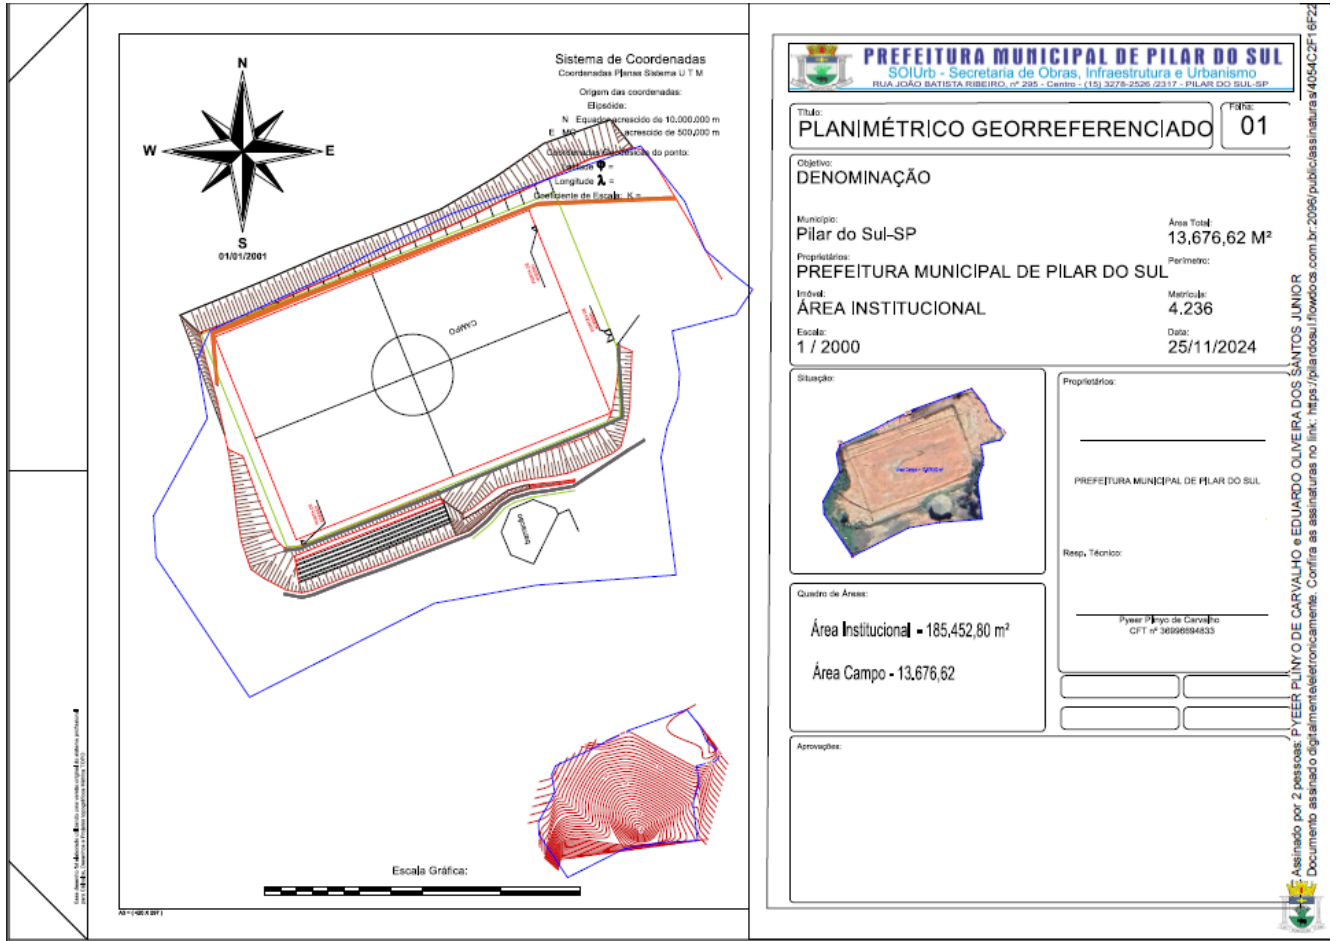 N
W
E
S
01/01/2001
Sistema de Coordenadas
Coordenadas Planas Sistema U T M
Origem das coordenadas:
Elipsóide:
N Equador acrescido de 10.000.000 m
E acrescido de 500,000 m
do ponto:
φ =
Longitude λ =
Coeficiente de Escala: K =
CAMPO
barracão
Escala Gráfica:
A3 = ( 420 X 297 )
PREFEITURA MUNICIPAL DE PILAR DO SUL
SOIUrb - Secretaria de Obras, Infraestrutura e Urbanismo
RUA JOÃO BATISTA RIBEIRO, nº 295 - Centro - (15) 3278-2526 /2317 - PILAR DO SUL-SP
Título:
PLANIMÉTRICO GEORREFERENCIADO
Folha:
01
Objetivo:
DENOMINAÇÃO
Município:
Pilar do Sul-SP
Área Total:
13,676,62 M²
Proprietários:
PREFEITURA MUNICIPAL DE PILAR DO SUL
Perímetro:
Imóvel:
ÁREA INSTITUCIONAL
Matrícula:
4.236
Escala:
1 / 2000
Data:
25/11/2024
Situação:
Proprietários:
PREFEITURA MUNICIPAL DE PILAR DO SUL
Resp. Técnico:
Pyeer Plinyo de Carvalho
CFT nº 36996694833
Quadro de Áreas:
Área Institucional - 185,452,80 m²
Área Campo - 13.676,62
Aprovações:
Assinado por 2 pessoas: PYEER PLINYO DE CARVALHO e EDUARDO OLIVEIRA DOS SANTOS JUNIOR
Documento assinado digitalmente/eletronicamente. Confira as assinaturas no link: https://pilardosul.flowdocs.com.br:2096/public/assinaturas/4054C2F16F22